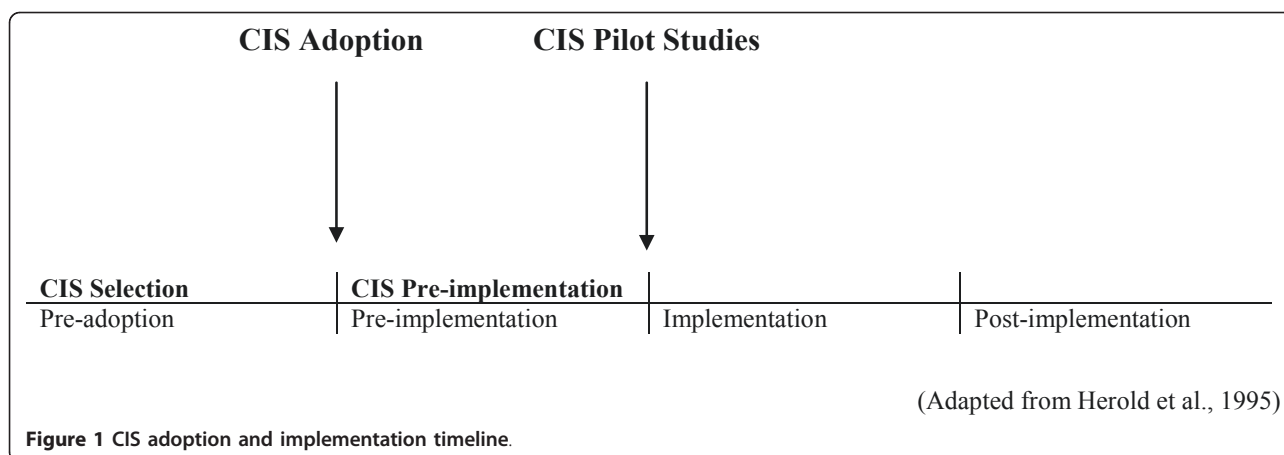 CIS Adoption CIS Pilot Studies
CIS Selection CIS Pre-implementation
Pre-adoption Pre-implementation Implementation Post-implementation
(Adapted from Herold et al., 1995)
Figure 1 CIS adoption and implementation timeline.